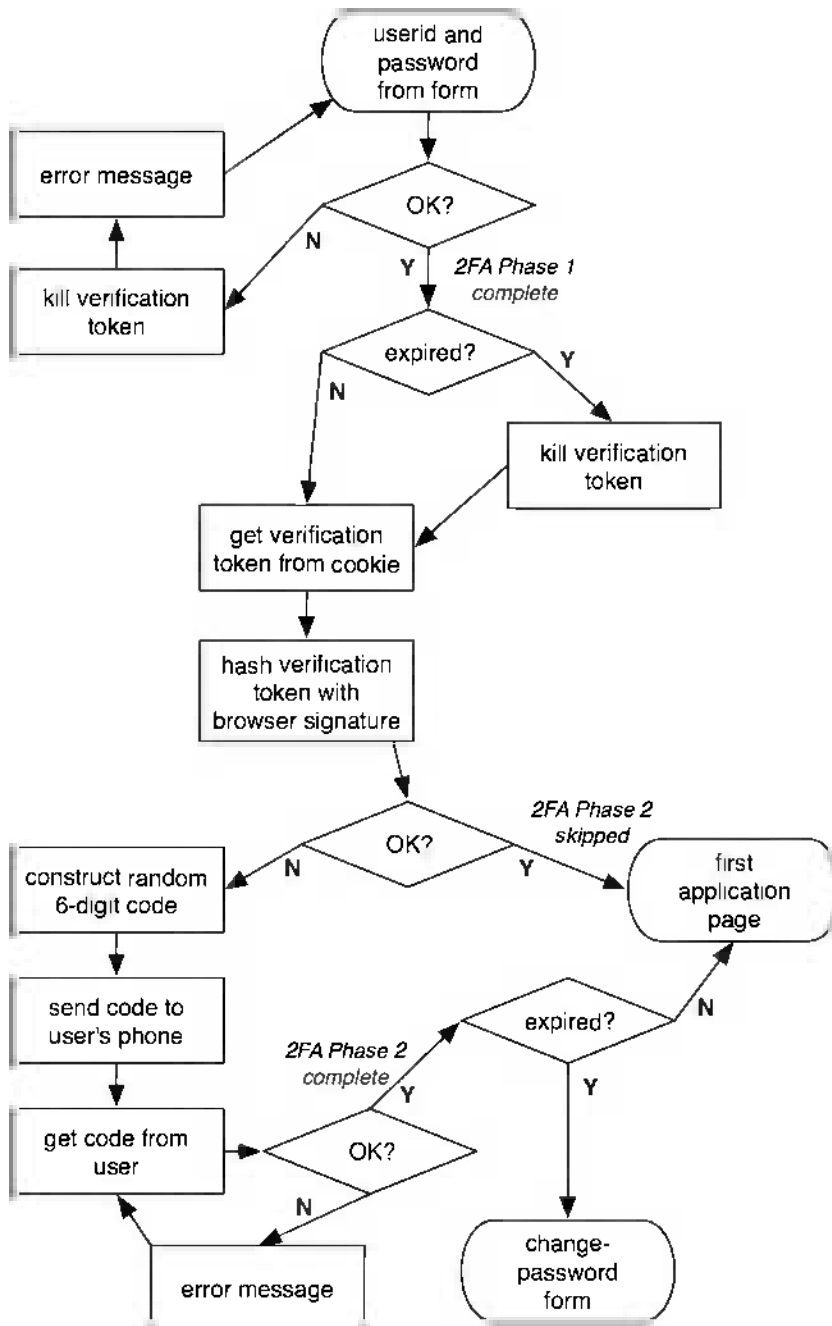 userid and
password
from form
error message
OK?
N
Y
2FA Phase 1
complete
kill verification
token
expired?
N
Y
kill verification
token
get verification
token from cookie
hash verification
token with
browser signature
OK?
N
Y
2FA Phase 2
skipped
first
application
page
construct random
6-digit code
send code to
user's phone
expired?
N
Y
2FA Phase 2
complete
Y
get code from
user
OK?
N
error message
change-
password
form